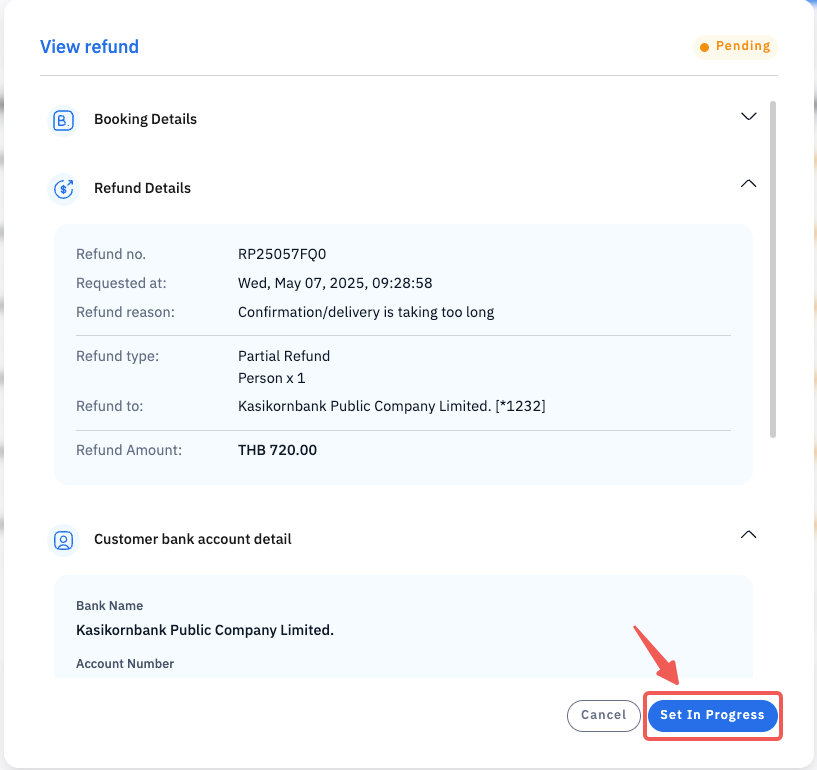 View refund
Pending
B.
Booking Details
$
Refund Details
Refund no. RP25057FQ0
Requested at: Wed, May 07, 2025, 09:28:58
Refund reason: Confirmation/delivery is taking too long
Refund type: Partial Refund
Person x 1
Refund to: Kasikornbank Public Company Limited. [*1232]
Refund Amount: THB 720.00
Customer bank account detail
Bank Name
Kasikornbank Public Company Limited.
Account Number
Cancel Set In Progress